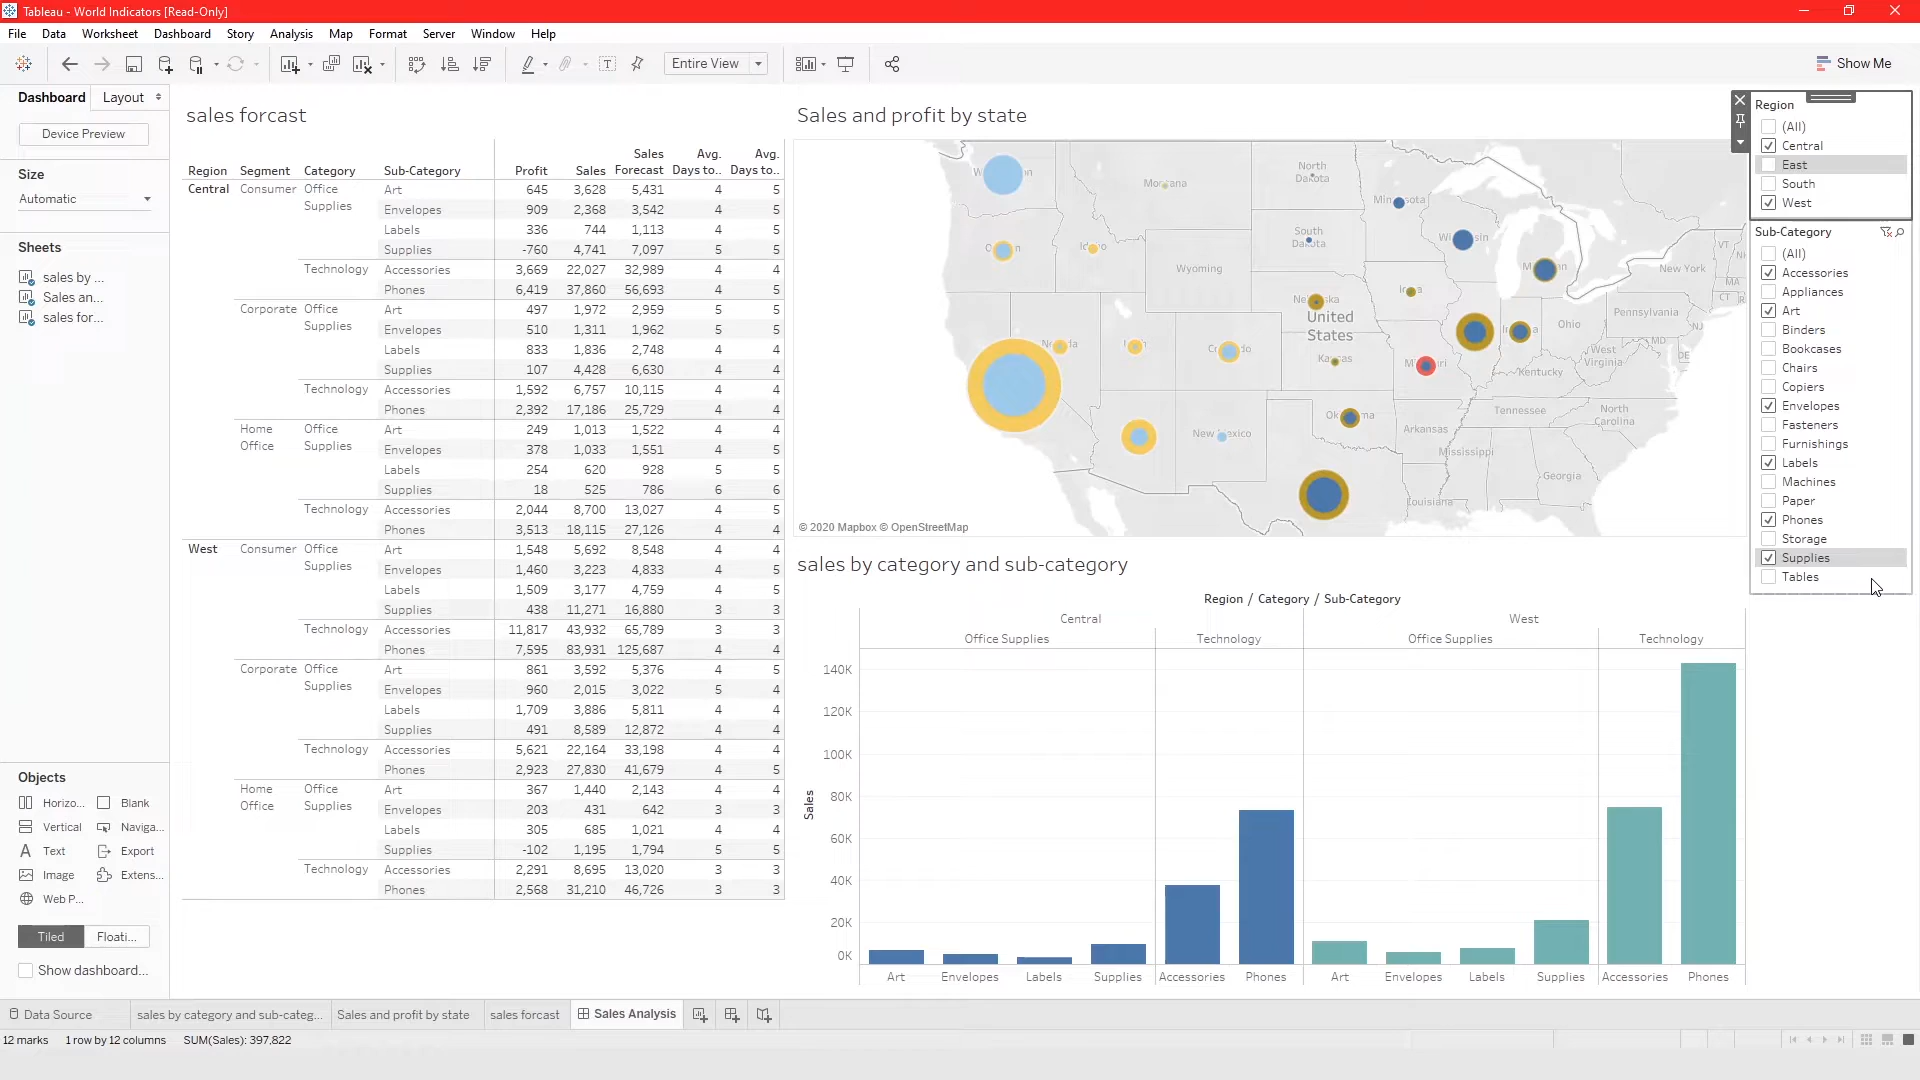 Tableau - World Indicators [Read-Only]
File Data Worksheet Dashboard Story Analysis Map Format Server Window Help
Entire View
Show Me
Dashboard Layout
Device Preview
Size
Automatic
Sheets
sales by ...
Sales an...
sales for...
Objects
Horizo... Blank
Vertical Naviga...
Text Export
Image Extens...
Web P...
Tiled Floati...
Show dashboard...
sales forcast
Region Segment Category Sub-Category Profit Sales Sales Forecast Avg. Days to.. Avg. Days to..
Central Consumer Office Supplies Art 645 3,628 5,431 4 5
Envelopes 909 2,368 3,542 4 5
Labels 336 744 1,113 4 5
Supplies -760 4,741 7,097 4 5
Technology Accessories 3,669 22,027 32,989 4 5
Phones 6,419 37,860 56,693 4 5
Corporate Office Supplies Art 497 1,972 2,959 5 5
Envelopes 510 1,311 1,962 5 5
Labels 833 1,836 2,748 4 5
Supplies 107 4,428 6,630 4 5
Technology Accessories 1,592 6,757 10,115 4 4
Phones 2,392 17,186 25,729 4 4
Home Office Office Supplies Art 249 1,013 1,522 4 4
Envelopes 378 1,033 1,551 4 5
Labels 254 620 928 5 5
Supplies 18 525 786 6 6
Technology Accessories 2,044 8,700 13,027 4 4
Phones 3,513 18,115 27,126 4 4
West Consumer Office Supplies Art 1,548 5,692 8,548 4 4
Envelopes 1,460 3,223 4,833 4 5
Labels 1,509 3,177 4,759 4 5
Supplies 438 11,271 16,880 3 3
Technology Accessories 11,817 43,932 65,789 3 3
Phones 7,595 83,931 125,687 4 4
Corporate Office Supplies Art 861 3,592 5,376 4 5
Envelopes 960 2,015 3,022 5 4
Labels 1,709 3,886 5,811 4 4
Supplies 491 8,589 12,872 4 4
Technology Accessories 5,621 22,164 33,198 4 4
Phones 2,923 27,830 41,679 4 5
Home Office Office Supplies Art 367 1,440 2,143 4 4
Envelopes 203 431 642 3 3
Labels 305 685 1,021 4 4
Supplies -102 1,195 1,794 5 5
Technology Accessories 2,291 8,695 13,020 3 3
Phones 2,568 31,210 46,726 3 3
Sales and profit by state
Montana
North Dakota
South Dakota
Wyoming
United States
Kansas
New Mexico
Arkansas
Mississippi
Louisiana
Tennessee
Kentucky
Ohio
West Virginia
Virginia
North Carolina
Georgia
Pennsylvania
New York
VT
MA
CT
NJ
MD
DE
© 2020 Mapbox © OpenStreetMap
sales by category and sub-category
Region / Category / Sub-Category
Central West
Office Supplies Technology Office Supplies Technology
Sales
140K
120K
100K
80K
60K
40K
20K
0K
Art Envelopes Labels Supplies Accessories Phones Art Envelopes Labels Supplies Accessories Phones
Region
(All)
Central
East
South
West
Sub-Category
(All)
Accessories
Appliances
Art
Binders
Bookcases
Chairs
Copiers
Envelopes
Fasteners
Furnishings
Labels
Machines
Paper
Phones
Storage
Supplies
Tables
Data Source sales by category and sub-categ... Sales and profit by state sales forcast Sales Analysis
12 marks 1 row by 12 columns SUM(Sales): 397,822